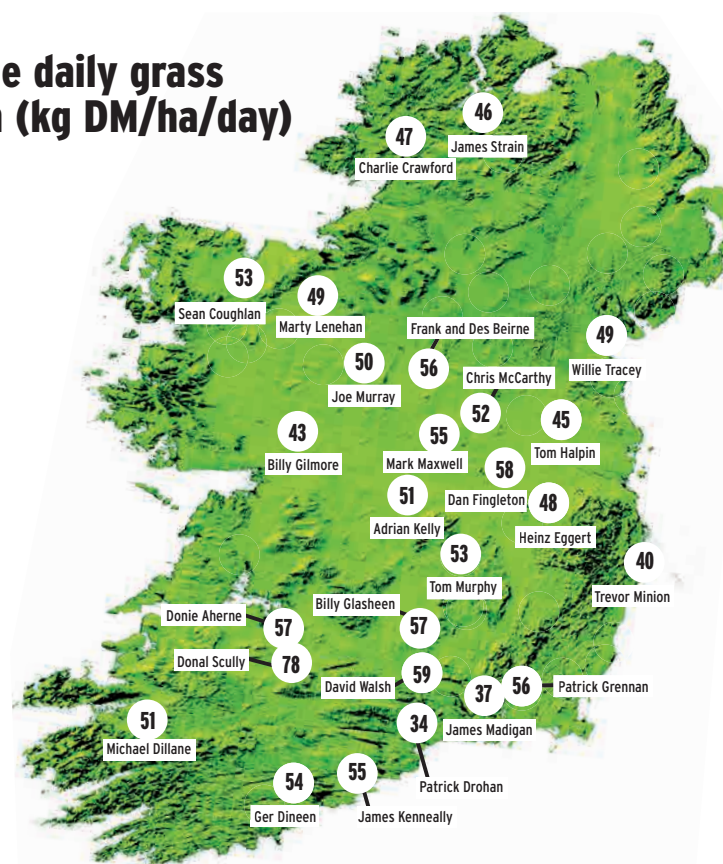 e daily grass
(kg DM/ha/day)
46
James Strain
47
Charlie Crawford
53
Sean Coughlan
49
Marty Lenehan
Frank and Des Beirne
56
49
Willie Tracey
50
Joe Murray
Chris McCarthy
52
45
Tom Halpin
43
Billy Gilmore
55
Mark Maxwell
58
Dan Fingleton
51
Adrian Kelly
48
Heinz Eggert
53
Tom Murphy
40
Trevor Minion
Donie Aherne
57
Billy Glasheen
57
Donal Scully
78
David Walsh
59
37
James Madigan
56
Patrick Grennan
51
Michael Dillane
34
Patrick Drohan
54
Ger Dineen
55
James Kenneally